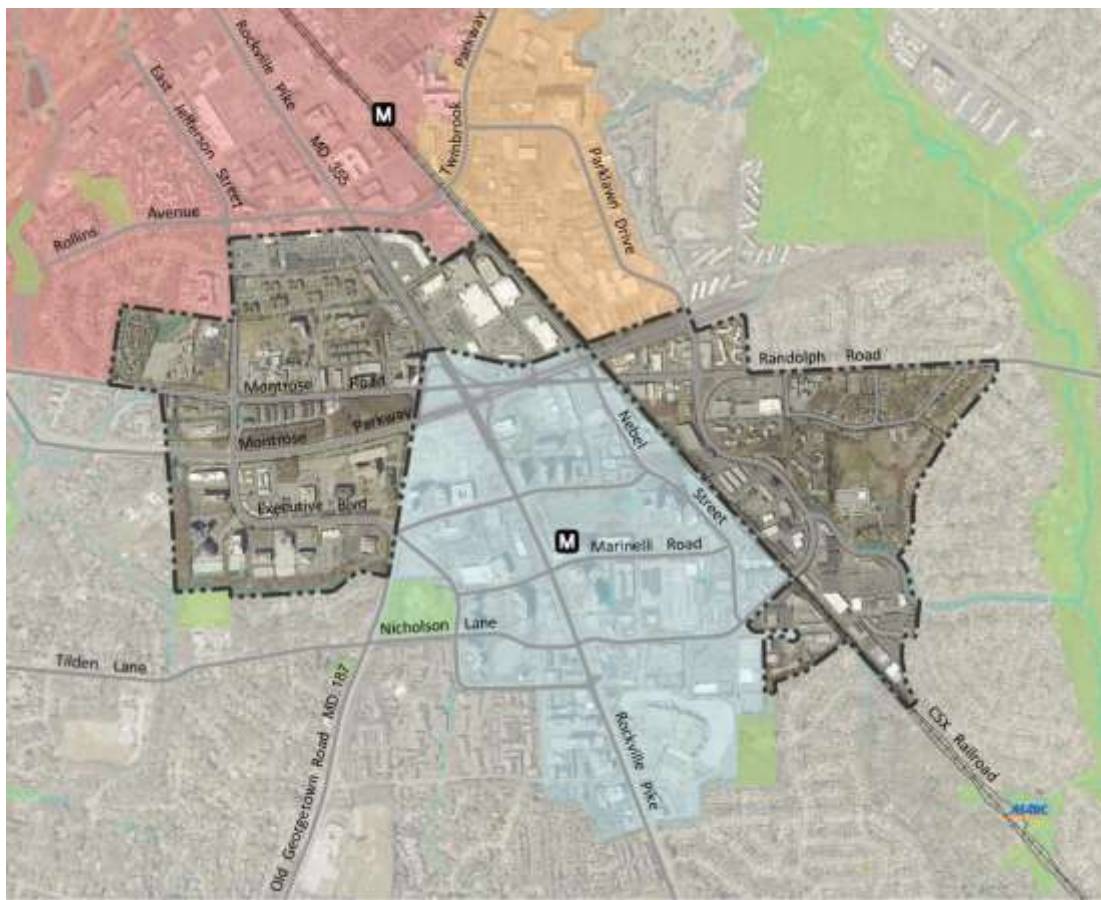 Rockville Pike
MD 355
Parkway
Twinbrook
East Jefferson Street
M
Parklawn Drive
Rollins Avenue
Randolph Road
Montrose Road
Montrose Parkway
Nebel Street
Executive Blvd
M
Marinelli Road
Nicholson Lane
Tilden Lane
Old Georgetown Road MD 187
Rockville Pike
CSX Railroad
MARC